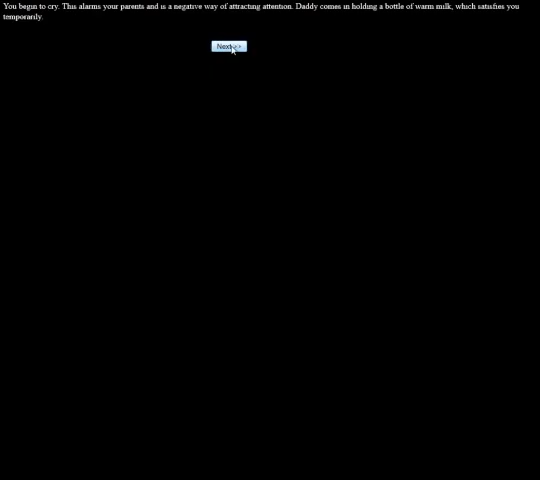 You begin to cry. This alarms your parents and is a negative way of attracting attention. Daddy comes in holding a bottle of warm milk, which satisfies you
temporarily.
Next>>